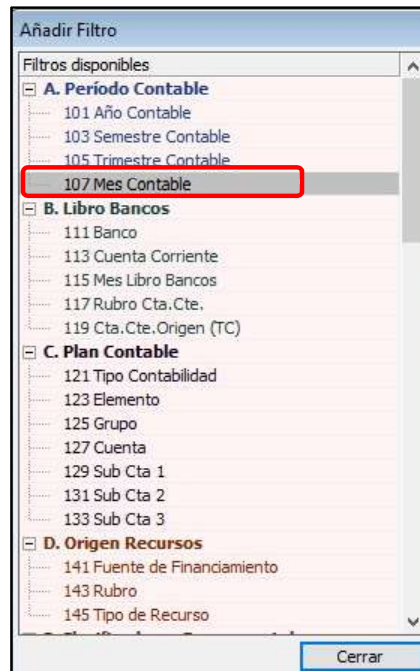 Añadir Filtro
Filtros disponibles
A. Período Contable
101 Año Contable
103 Semestre Contable
105 Trimestre Contable
107 Mes Contable
B. Libro Bancos
111 Banco
113 Cuenta Corriente
115 Mes Libro Bancos
117 Rubro Cta.Cte.
119 Cta.Cte.Origen (TC)
C. Plan Contable
121 Tipo Contabilidad
123 Elemento
125 Grupo
127 Cuenta
129 Sub Cta 1
131 Sub Cta 2
133 Sub Cta 3
D. Origen Recursos
141 Fuente de Financiamiento
143 Rubro
145 Tipo de Recurso
Cerrar